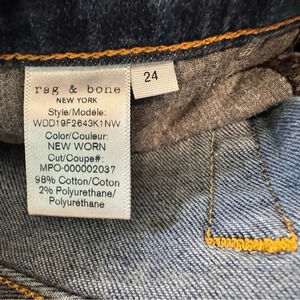 rag & bone
NEW YORK
Style/Modèle:
WDD19F2643K1NW
Color/Couleur:
NEW WORN
Cut/Coupe#:
MPO-000002037
98% Cotton/Coton
2% Polyurethane/
Polyuréthane
24